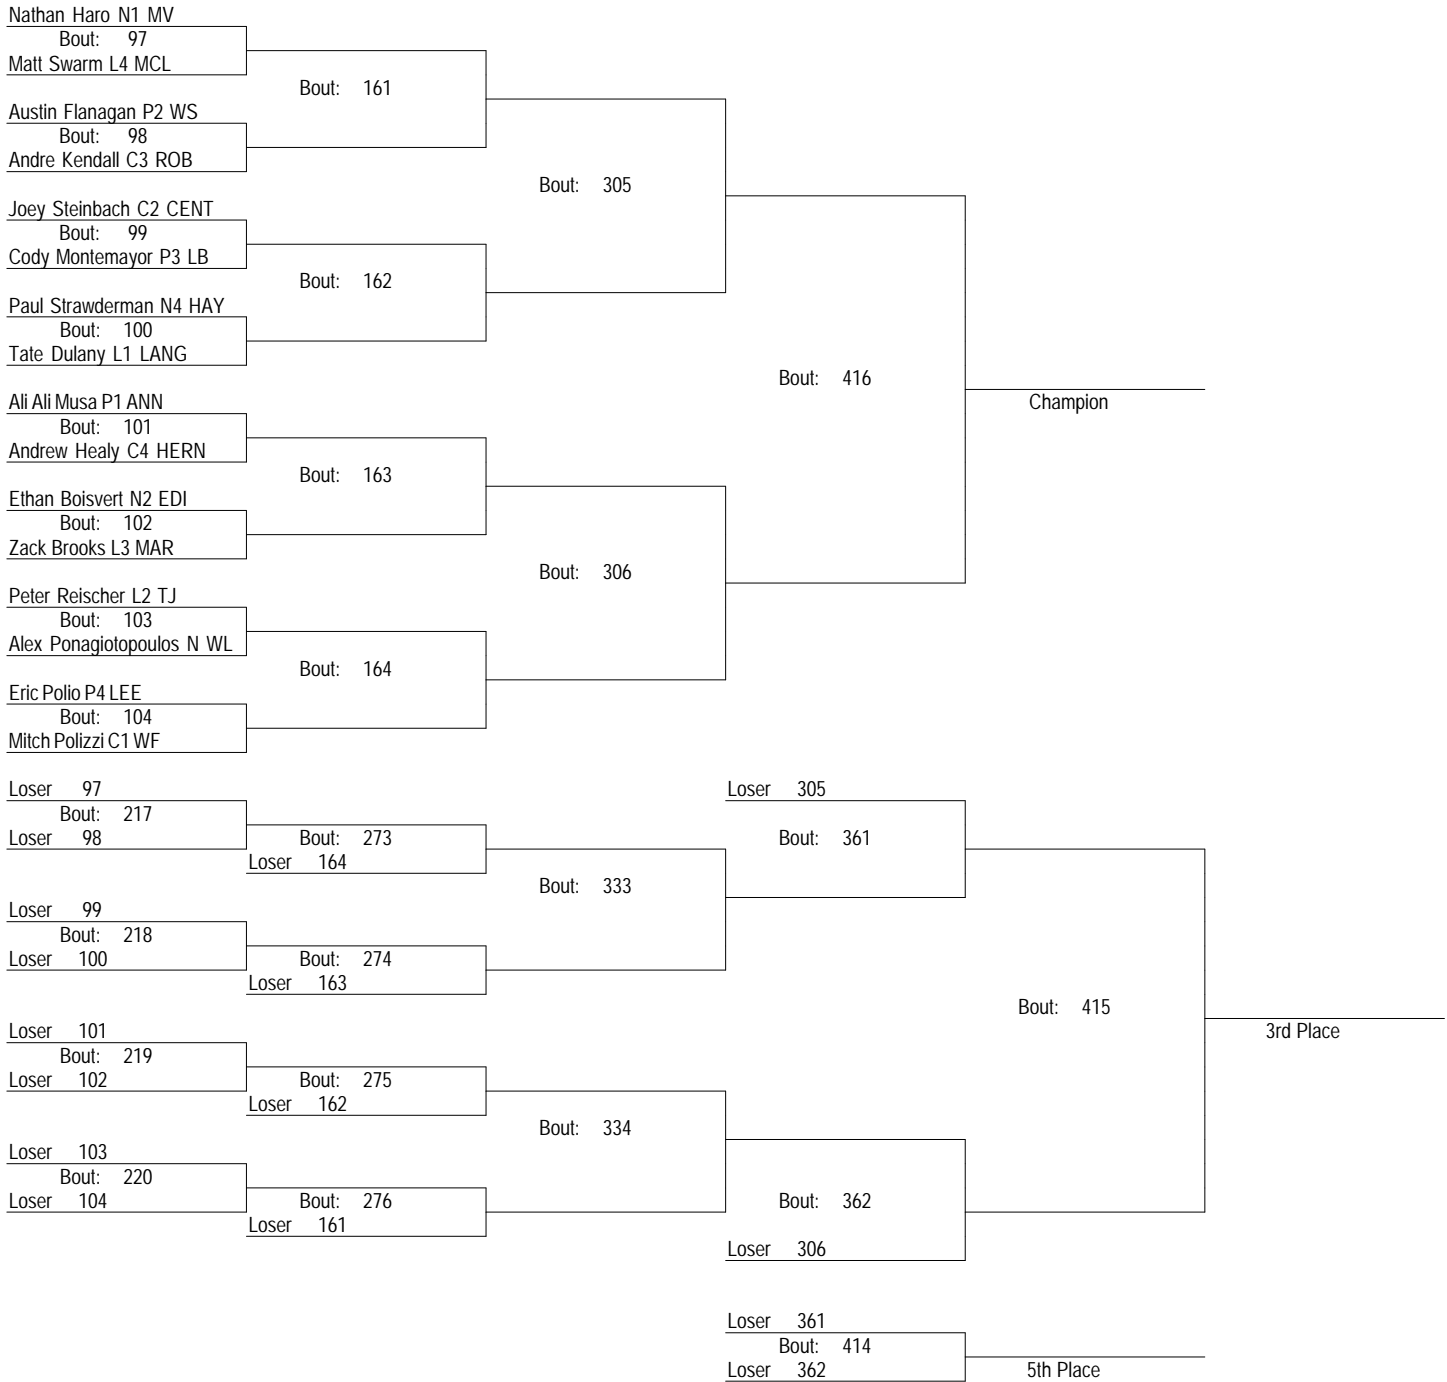 Nathan Haro N1 MV
Bout: 97
Matt Swarm L4 MCL
Bout: 161
Austin Flanagan P2 WS
Bout: 98
Andre Kendall C3 ROB
Bout: 305
Joey Steinbach C2 CENT
Bout: 99
Cody Montemayor P3 LB
Bout: 162
Paul Strawderman N4 HAY
Bout: 100
Tate Dulany L1 LANG
Bout: 416
Champion
Ali Ali Musa P1 ANN
Bout: 101
Andrew Healy C4 HERN
Bout: 163
Ethan Boisvert N2 EDI
Bout: 102
Zack Brooks L3 MAR
Bout: 306
Peter Reischer L2 TJ
Bout: 103
Alex Ponagiotopoulos N WL
Bout: 164
Eric Polio P4 LEE
Bout: 104
Mitch Polizzi C1 WF
Loser 97
Bout: 217
Loser 98
Bout: 273
Loser 164
Loser 305
Bout: 361
Bout: 333
Loser 99
Bout: 218
Loser 100
Bout: 274
Loser 163
Bout: 415
3rd Place
Loser 101
Bout: 219
Loser 102
Bout: 275
Loser 162
Bout: 334
Loser 103
Bout: 220
Loser 104
Bout: 276
Loser 161
Bout: 362
Loser 306
Loser 361
Bout: 414
Loser 362
5th Place